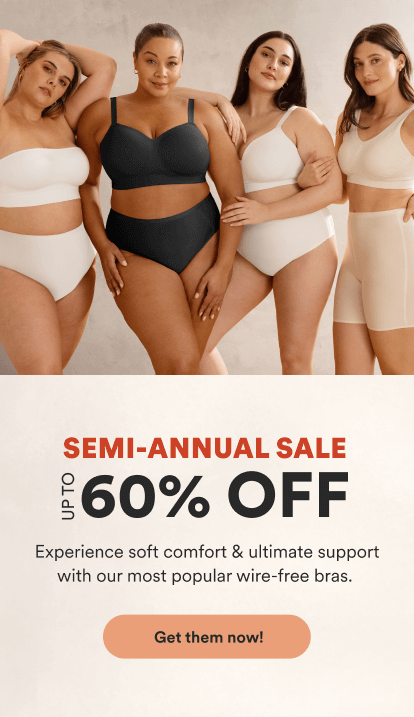 SEMI-ANNUAL SALE
UP TO 60% OFF
Experience soft comfort & ultimate support
with our most popular wire-free bras.
Get them now!